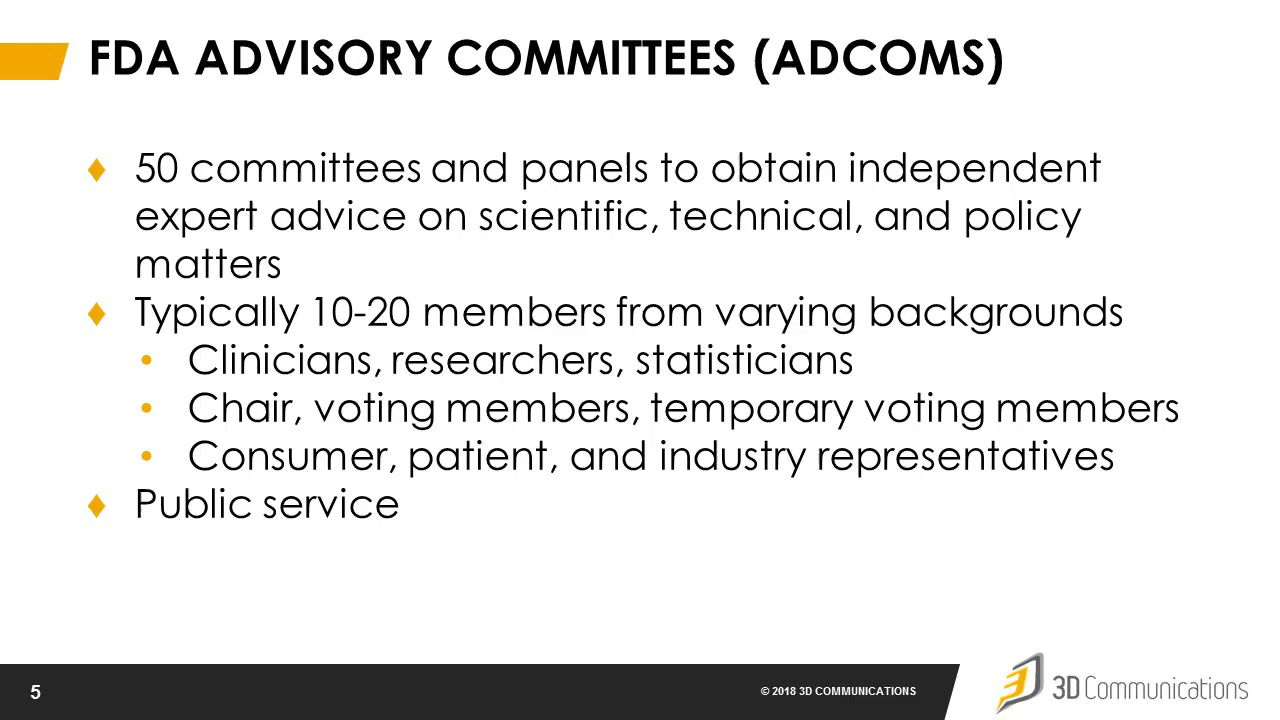 FDA ADVISORY COMMITTEES (ADCOMS)
♦ 50 committees and panels to obtain independent
expert advice on scientific, technical, and policy
matters
♦ Typically 10-20 members from varying backgrounds
• Clinicians, researchers, statisticians
• Chair, voting members, temporary voting members
• Consumer, patient, and industry representatives
♦ Public service
5
© 2018 3D COMMUNICATIONS
3D Communications